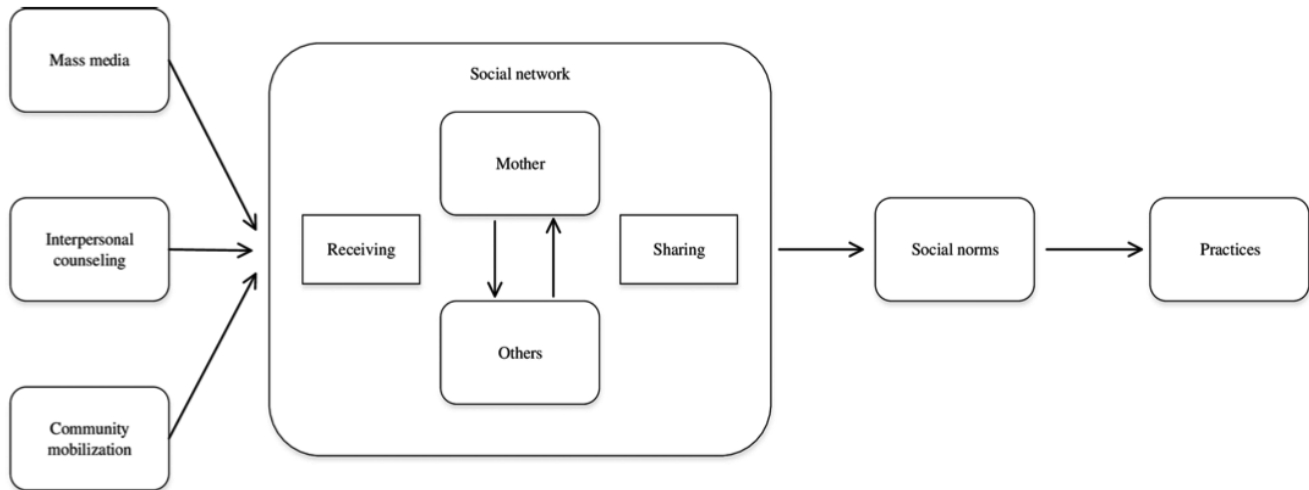 Mass media
Interpersonal
counseling
Community
mobilization
Social network
Mother
Receiving
Sharing
Others
Social norms
Practices